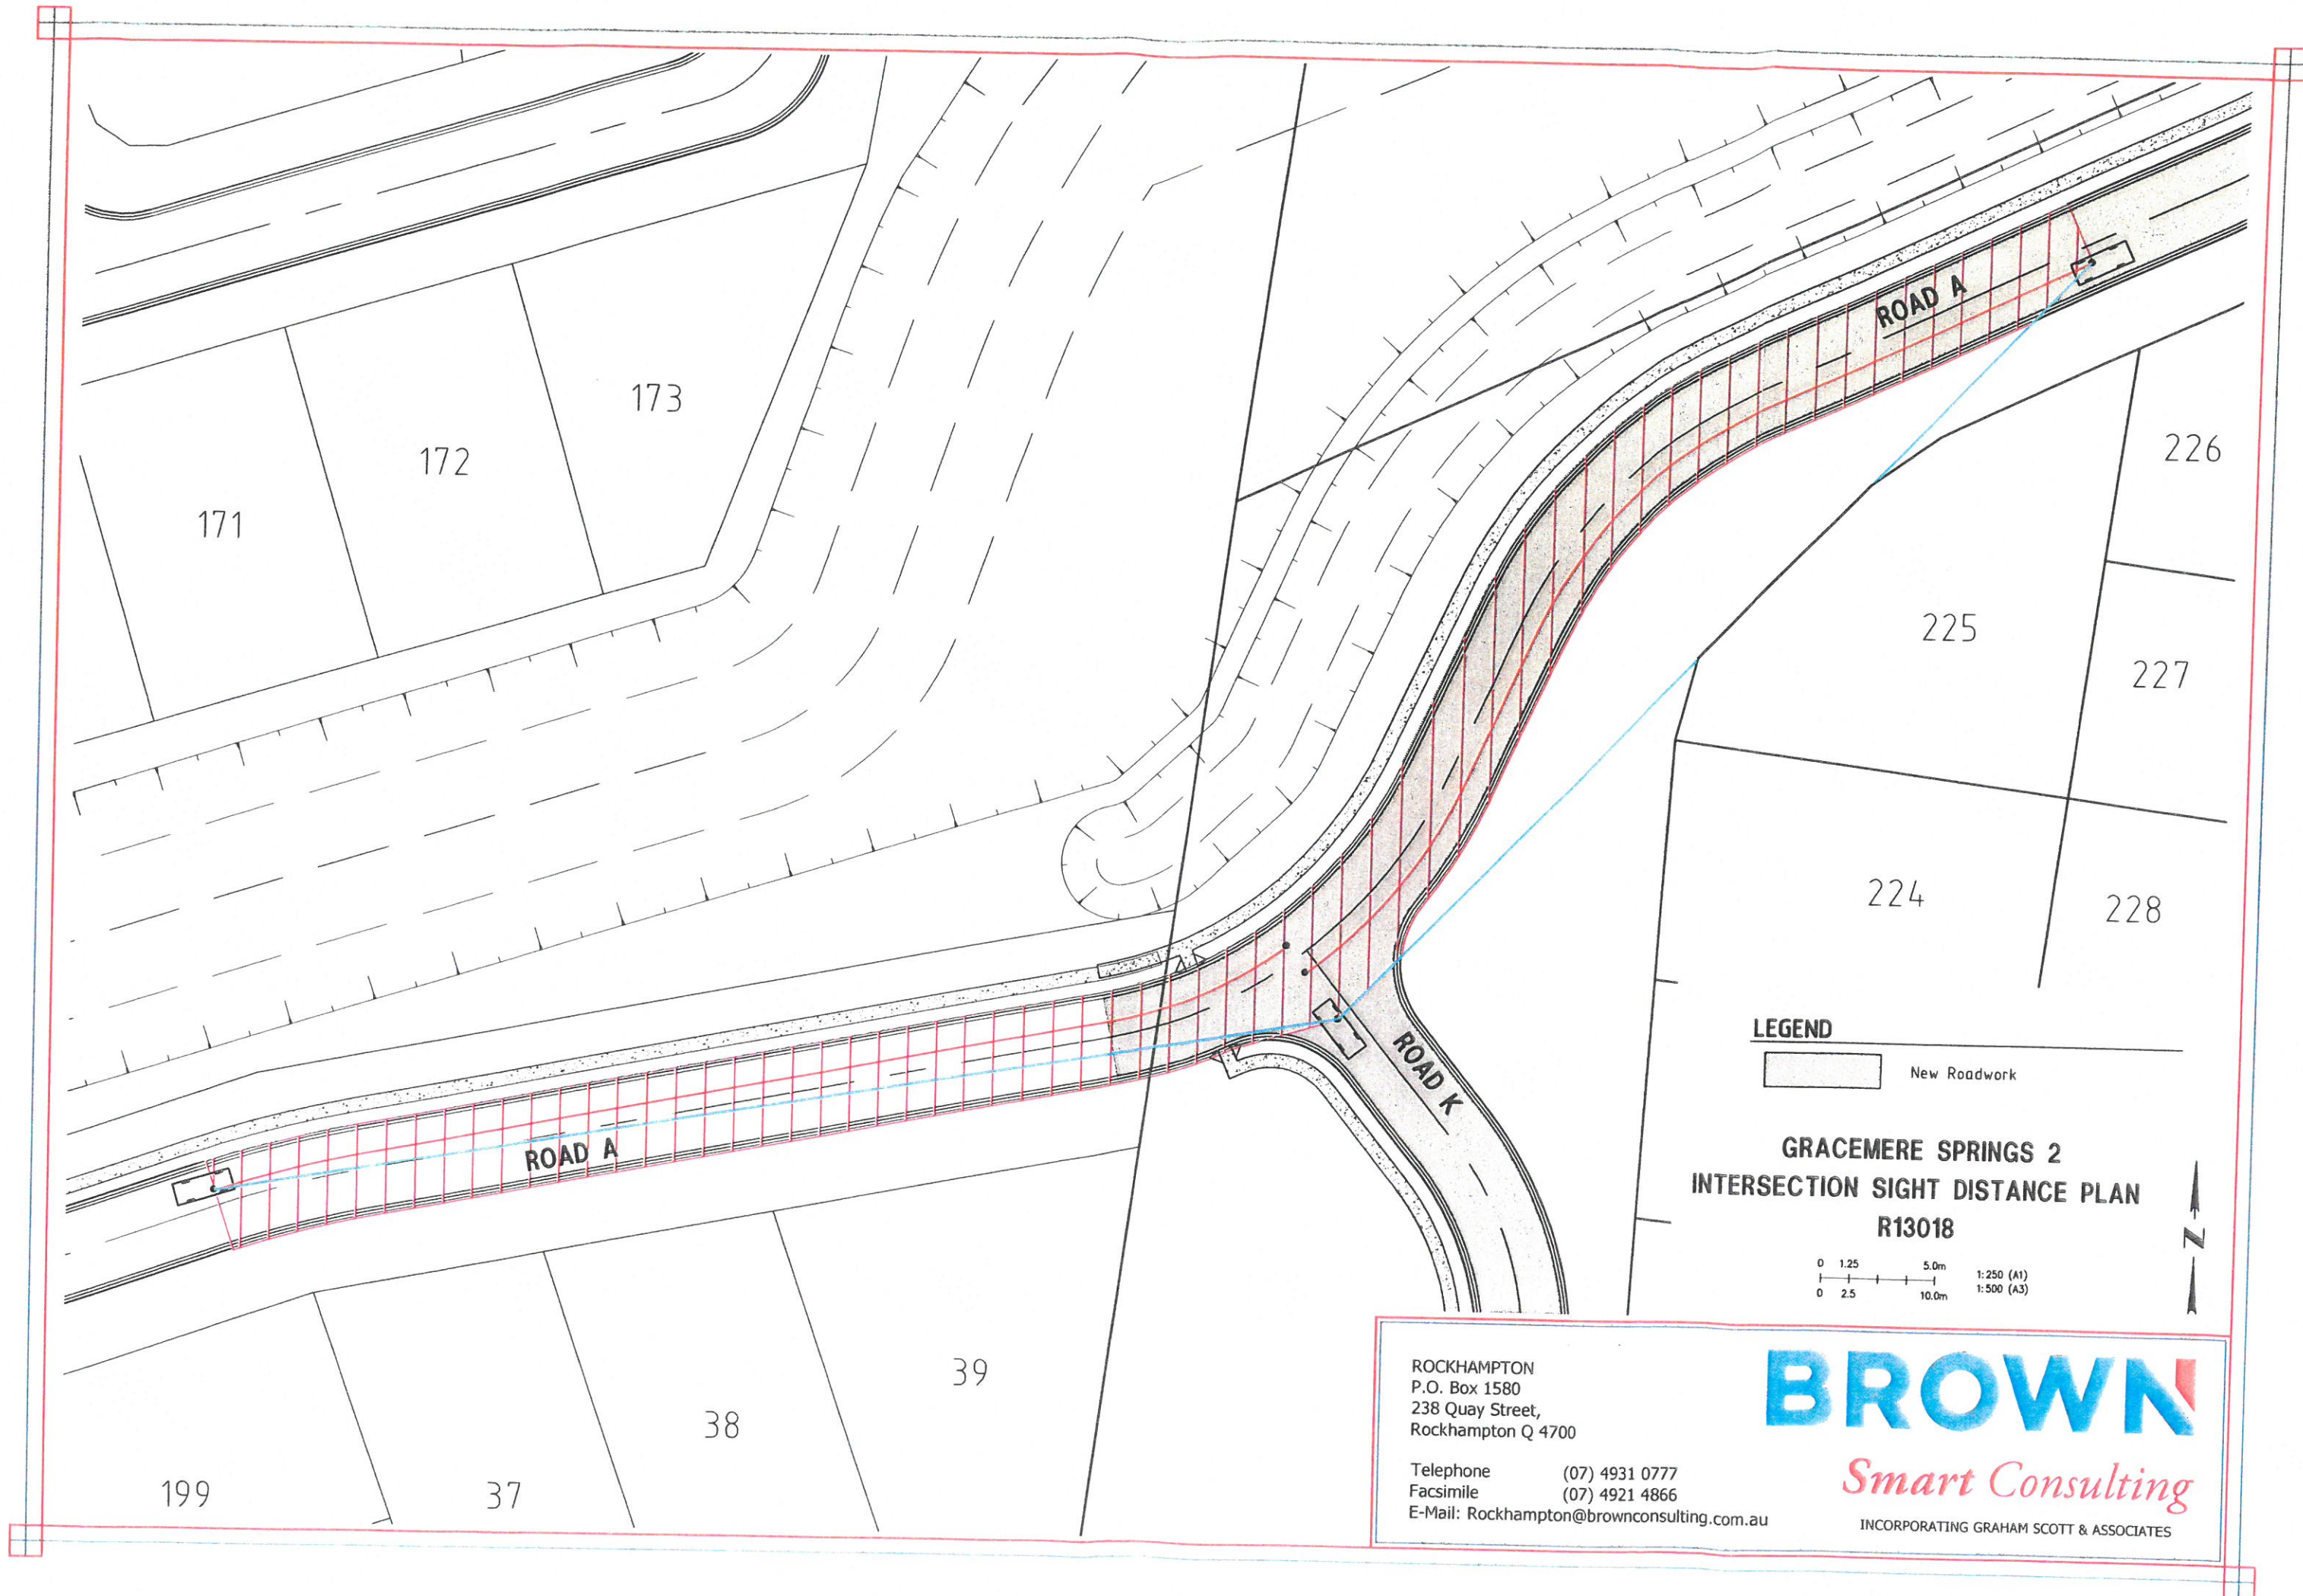 173
172
171
ROAD A
226
225
227
224
228
ROAD K
ROAD A
39
38
37
199
LEGEND
New Roadwork
GRACEMERE SPRINGS 2
INTERSECTION SIGHT DISTANCE PLAN
R13018
0 1.25 5.0m 1:250 (A1)
0 2.5 10.0m 1:500 (A3)
N
ROCKHAMPTON
P.O. Box 1580
238 Quay Street,
Rockhampton Q 4700
Telephone (07) 4931 0777
Facsimile (07) 4921 4866
E-Mail: Rockhampton@brownconsulting.com.au
BROWN
Smart Consulting
INCORPORATING GRAHAM SCOTT & ASSOCIATES